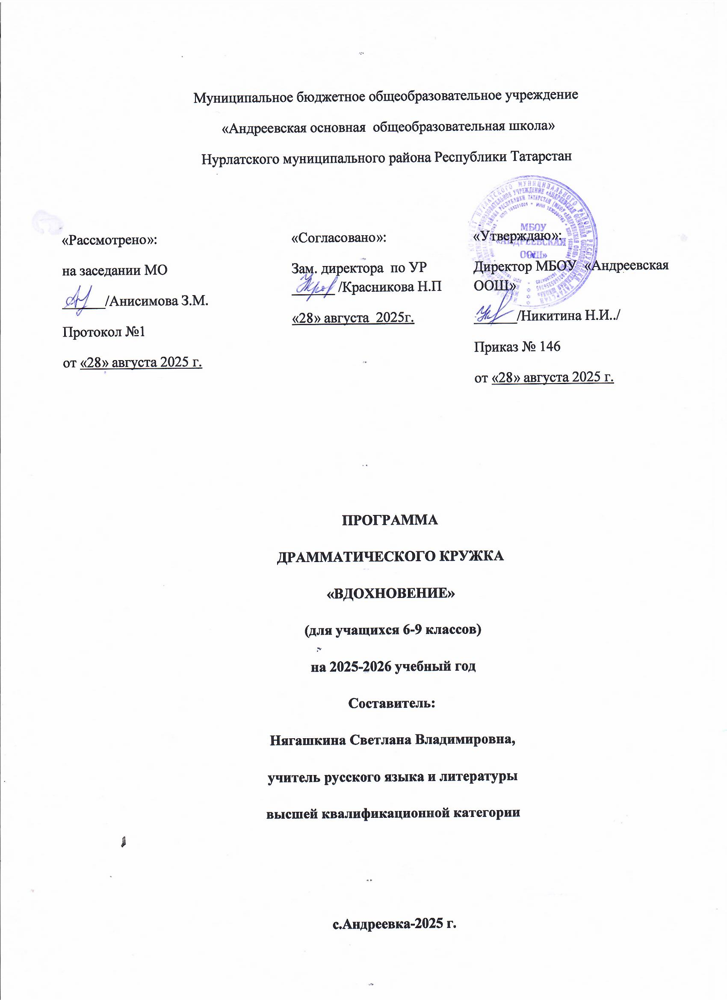 Муниципальное бюджетное общеобразовательное учреждение
«Андреевская основная общеобразовательная школа»
Нурлатского муниципального района Республики Татарстан
«Рассмотрено»:
на заседании МО
/Анисимова З.М.
Протокол №1
от «28» августа 2025 г.
«Согласовано»:
Зам. директора по УР
/Красникова Н.П
«28» августа 2025г.
«Утверждаю»:
Директор МБОУ «Андреевская
ООШ»
/Никитина Н.И../
Приказ № 146
от «28» августа 2025 г.
МБОУ
«АНДРЕЕВСКАЯ
ООШ»
ПРОГРАММА
ДРАММАТИЧЕСКОГО КРУЖКА
«ВДОХНОВЕНИЕ»
(для учащихся 6-9 классов)
на 2025-2026 учебный год
Составитель:
Нягашкина Светлана Владимировна,
учитель русского языка и литературы
высшей квалификационной категории
с.Андреевка-2025 г.